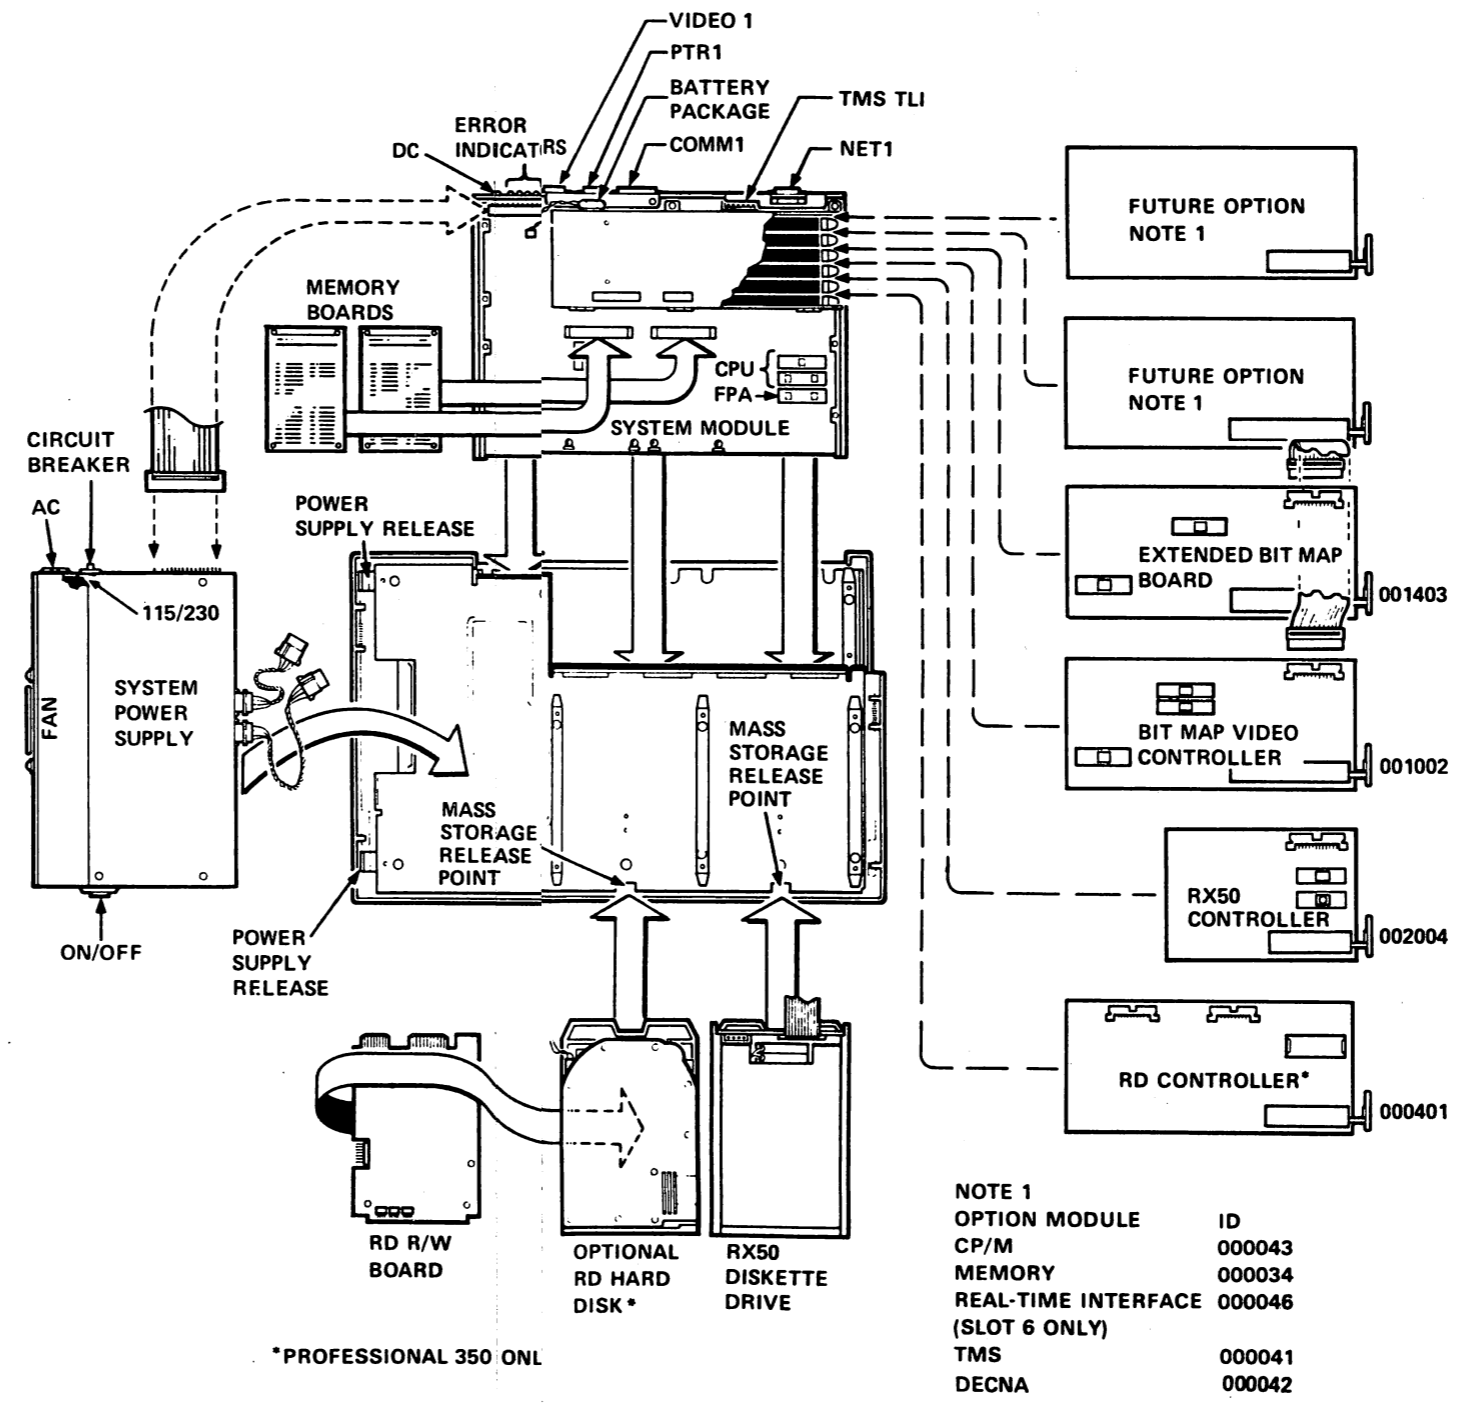 VIDEO 1
PTR1
BATTERY
PACKAGE
TMS TLI
ERROR
INDICATORS
DC
COMM1
NET1
FUTURE OPTION
NOTE 1
MEMORY
BOARDS
CPU
FPA
SYSTEM MODULE
FUTURE OPTION
NOTE 1
CIRCUIT
BREAKER
AC
POWER
SUPPLY RELEASE
115/230
EXTENDED BIT MAP
BOARD
001403
FAN
SYSTEM
POWER
SUPPLY
MASS
STORAGE
RELEASE
POINT
MASS
STORAGE
RELEASE
POINT
BIT MAP VIDEO
CONTROLLER
001002
ON/OFF
POWER
SUPPLY
RELEASE
RX50
CONTROLLER
002004
RD CONTROLLER*
000401
RD R/W
BOARD
OPTIONAL
RD HARD
DISK*
RX50
DISKETTE
DRIVE
*PROFESSIONAL 350 ONL
NOTE 1
OPTION MODULE ID
CP/M 000043
MEMORY 000034
REAL-TIME INTERFACE 000046
(SLOT 6 ONLY)
TMS 000041
DECNA 000042